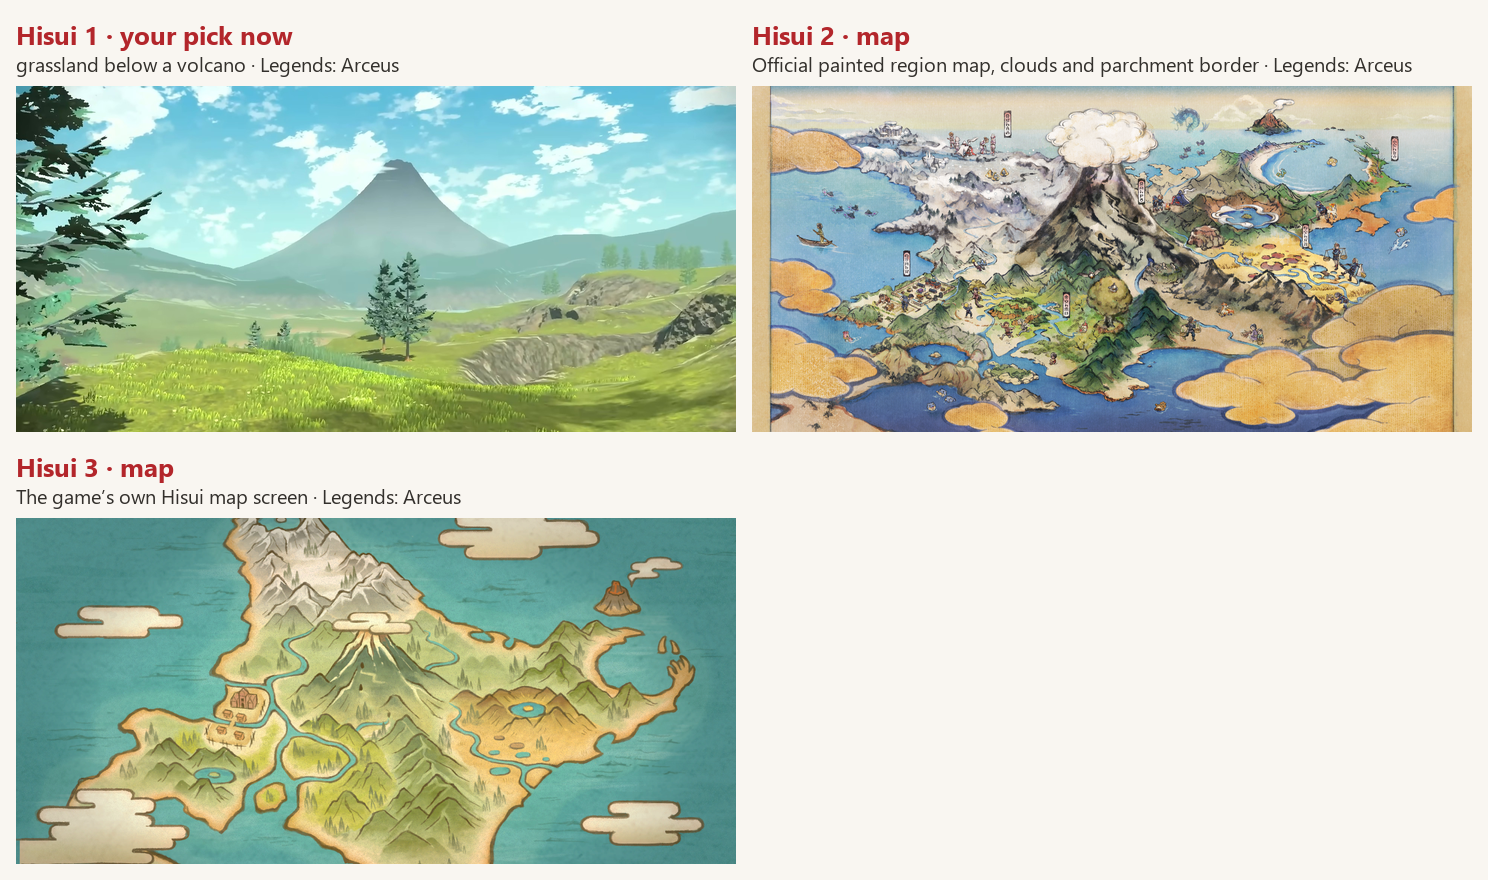 Hisui 1 · your pick now
grassland below a volcano · Legends: Arceus
Hisui 2 · map
Official painted region map, clouds and parchment border · Legends: Arceus
Hisui 3 · map
The game’s own Hisui map screen · Legends: Arceus